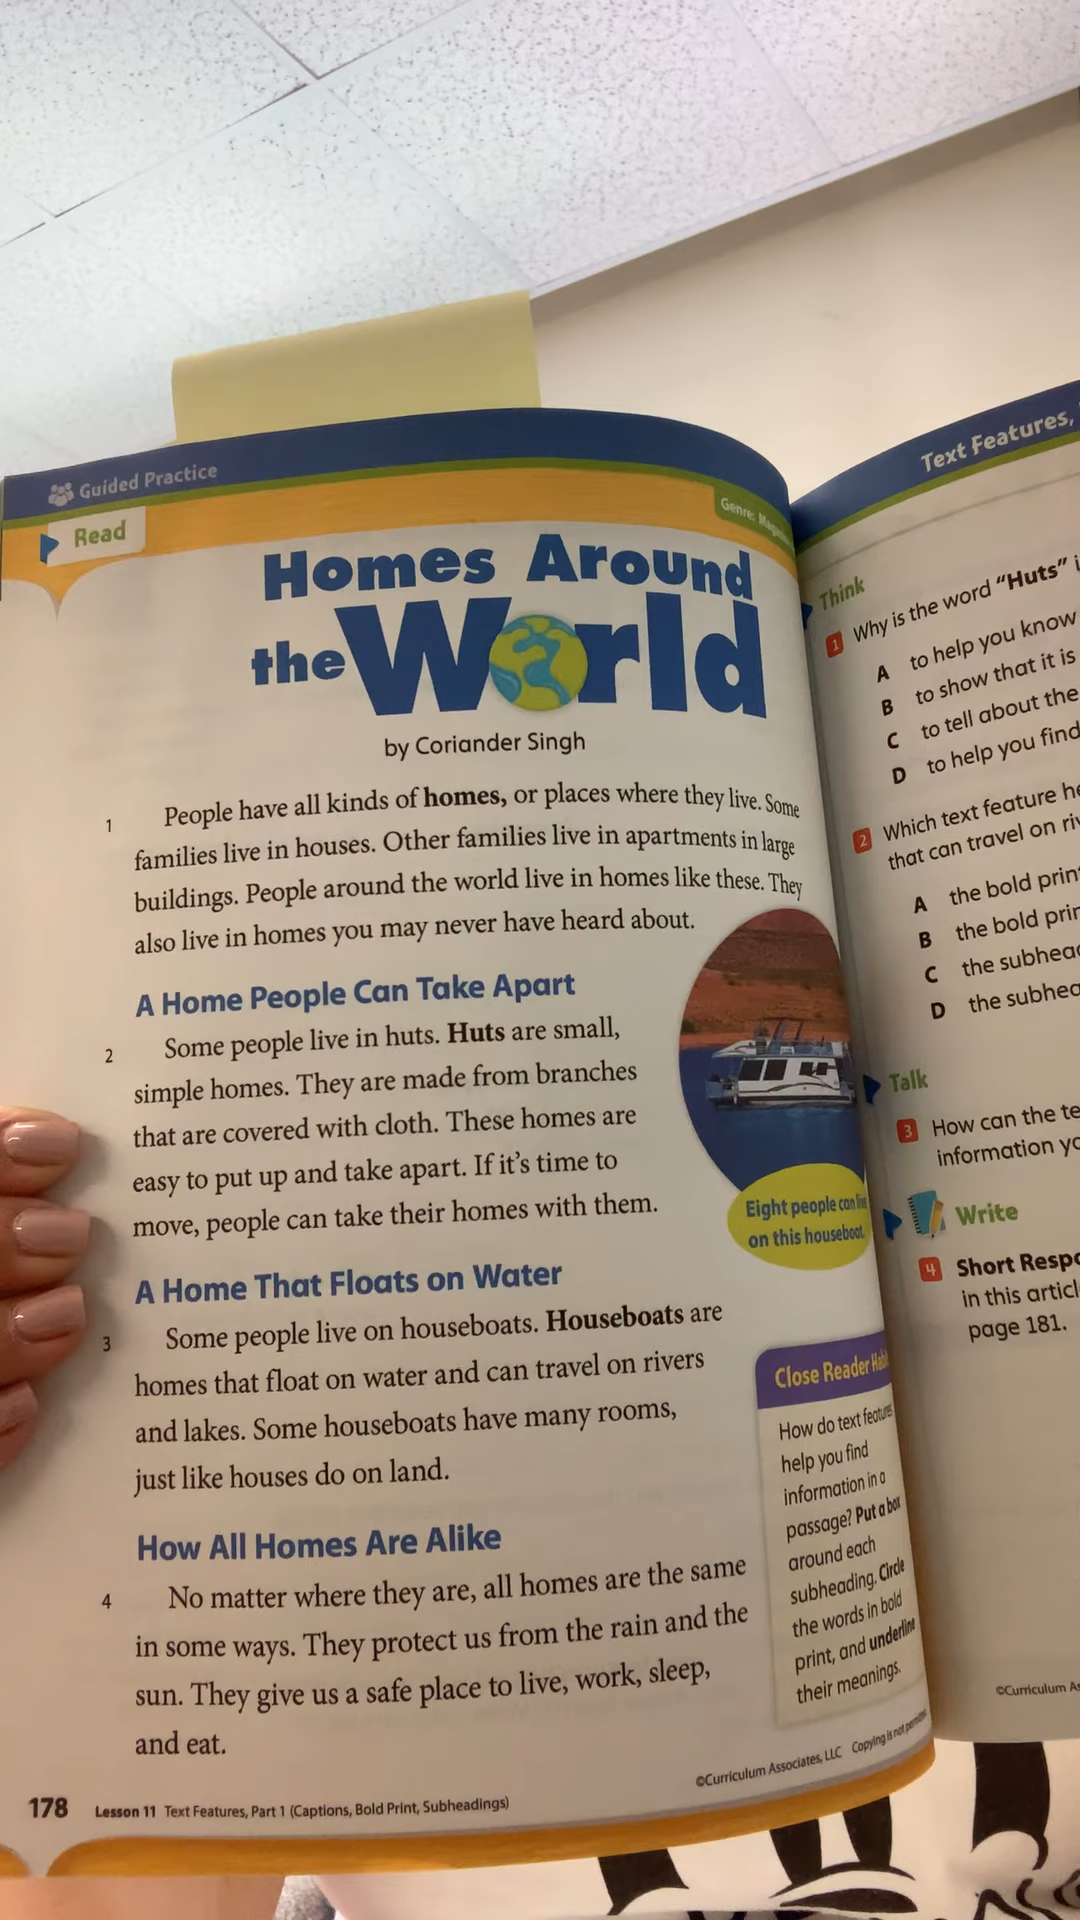 Guided Practice
Read
Genre:
Homes Around
the World
by Coriander Singh
1 People have all kinds of homes, or places where they live. Some
families live in houses. Other families live in apartments in large
buildings. People around the world live in homes like these. They
also live in homes you may never have heard about.
A Home People Can Take Apart
2 Some people live in huts. Huts are small,
simple homes. They are made from branches
that are covered with cloth. These homes are
easy to put up and take apart. If it's time to
move, people can take their homes with them.
Eight people can live
on this houseboat.
A Home That Floats on Water
3 Some people live on houseboats. Houseboats are
homes that float on water and can travel on rivers
and lakes. Some houseboats have many rooms,
just like houses do on land.
How All Homes Are Alike
4 No matter where they are, all homes are the same
in some ways. They protect us from the rain and the
sun. They give us a safe place to live, work, sleep,
and eat.
Close Reader
How do text features
help you find
information in a
passage? Put a box
around each
subheading. Circle
the words in bold
print, and underline
their meanings.
©Curriculum Associates, LLC Copying is not permitted.
178 Lesson 11 Text Features, Part 1 (Captions, Bold Print, Subheadings)
Text Features,
Think
1 Why is the word "Huts"
A to help you know
B to show that it is
C to tell about the
D to help you find
2 Which text feature
that can travel on
A the bold
B the bold
C the
D the
Talk
3 How can the
information
Write
4 Short
in this
page 181.
©Curriculum